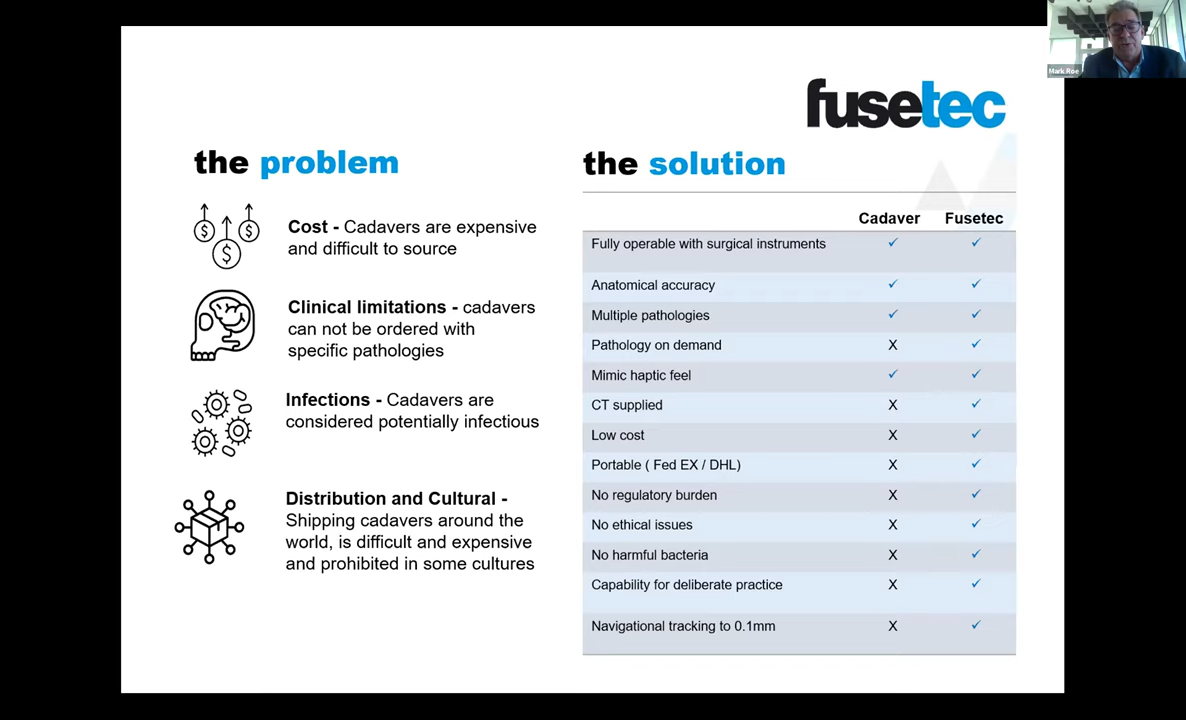 Mark Roe
fusetec
the problem
Cost - Cadavers are expensive
and difficult to source
Clinical limitations - cadavers
can not be ordered with
specific pathologies
Infections - Cadavers are
considered potentially infectious
Distribution and Cultural -
Shipping cadavers around the
world, is difficult and expensive
and prohibited in some cultures
the solution
Cadaver Fusetec
Fully operable with surgical instruments ✓ ✓
Anatomical accuracy ✓ ✓
Multiple pathologies ✓ ✓
Pathology on demand X ✓
Mimic haptic feel ✓ ✓
CT supplied X ✓
Low cost X ✓
Portable ( Fed EX / DHL) X ✓
No regulatory burden X ✓
No ethical issues X ✓
No harmful bacteria X ✓
Capability for deliberate practice X ✓
Navigational tracking to 0.1mm X ✓